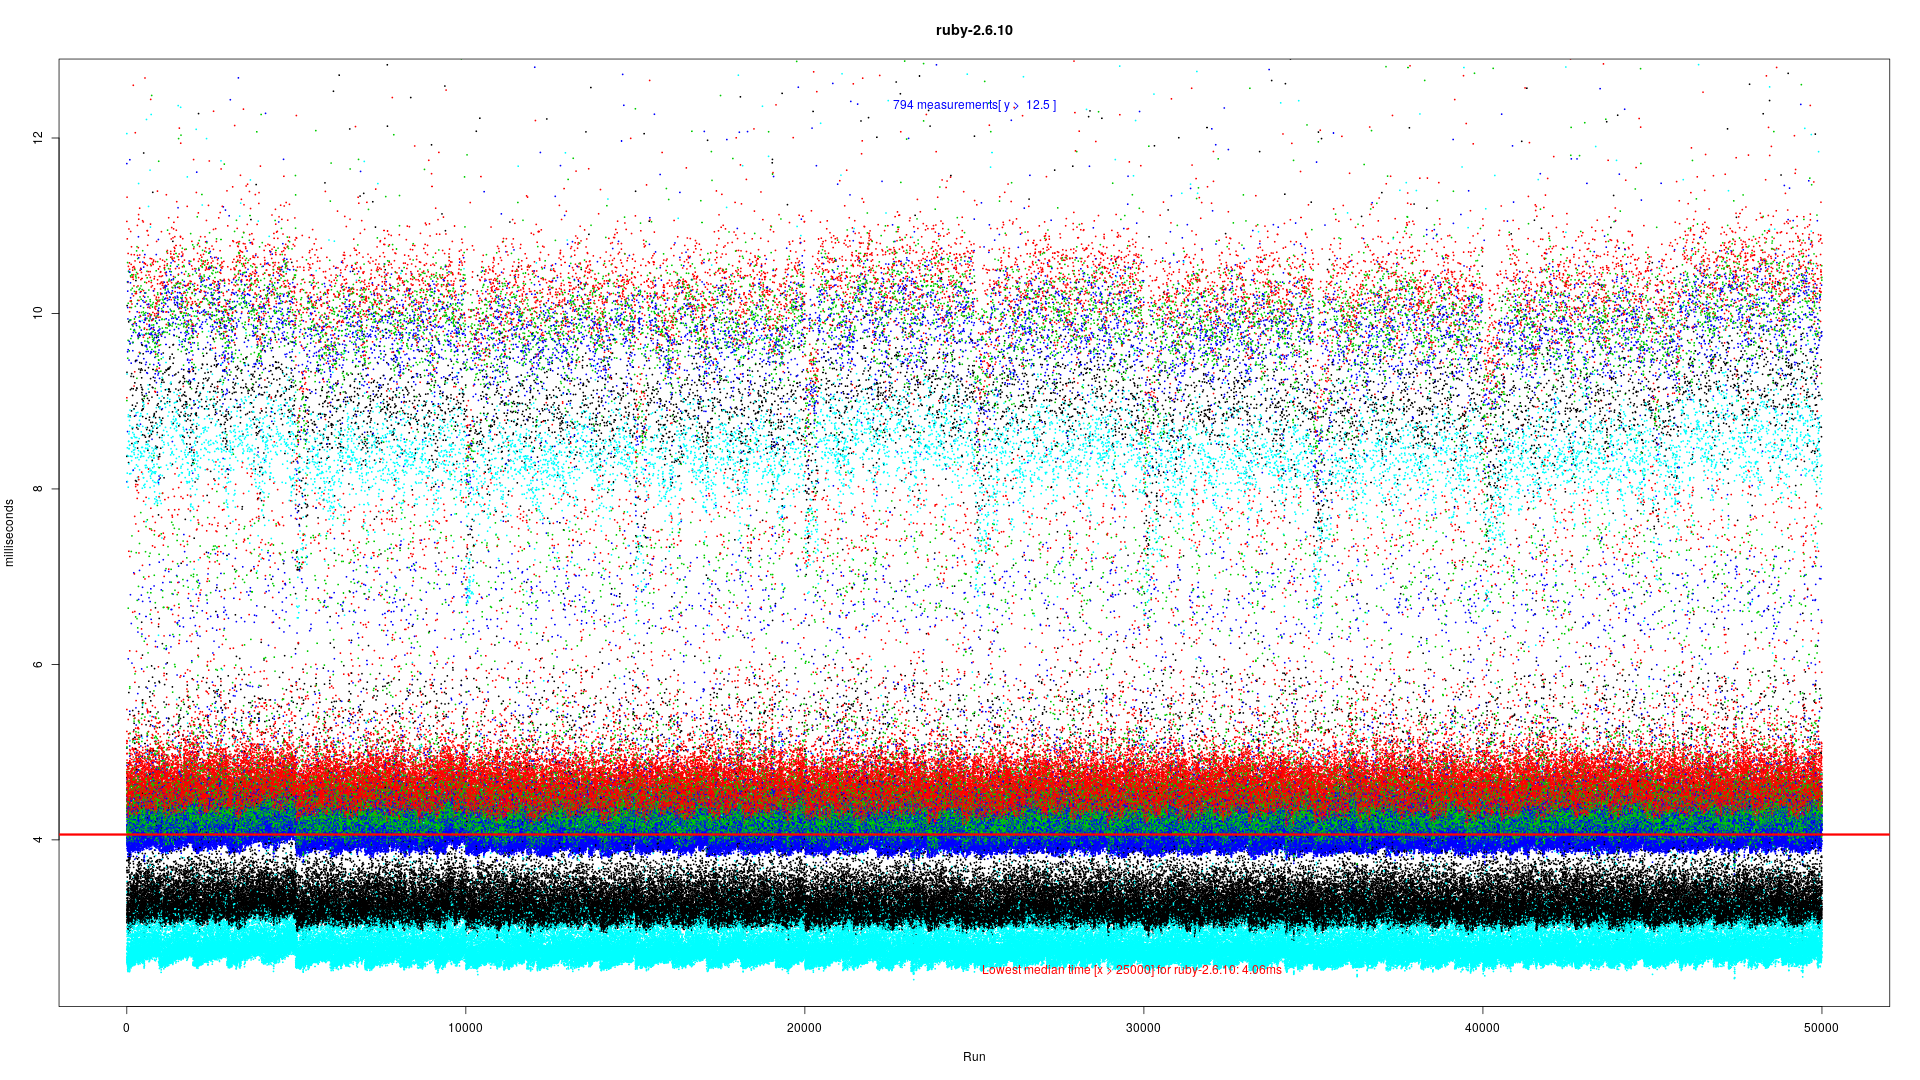 ruby-2.6.10
794 measurements[ y > 12.5 ]
milliseconds
12
10
8
6
4
Lowest median time [x > 25000] for ruby-2.6.10: 4.06ms
0 10000 20000 30000 40000 50000
Run